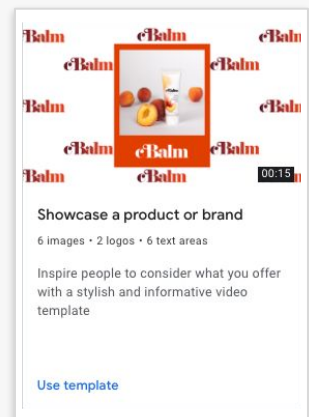 Balm eBalm eBalm
eBalm eBalm
Balm eBalm
eBalm eBalm eBalm
Balm eBalm
00:15
Showcase a product or brand
6 images • 2 logos • 6 text areas
Inspire people to consider what you offer
with a stylish and informative video
template
Use template